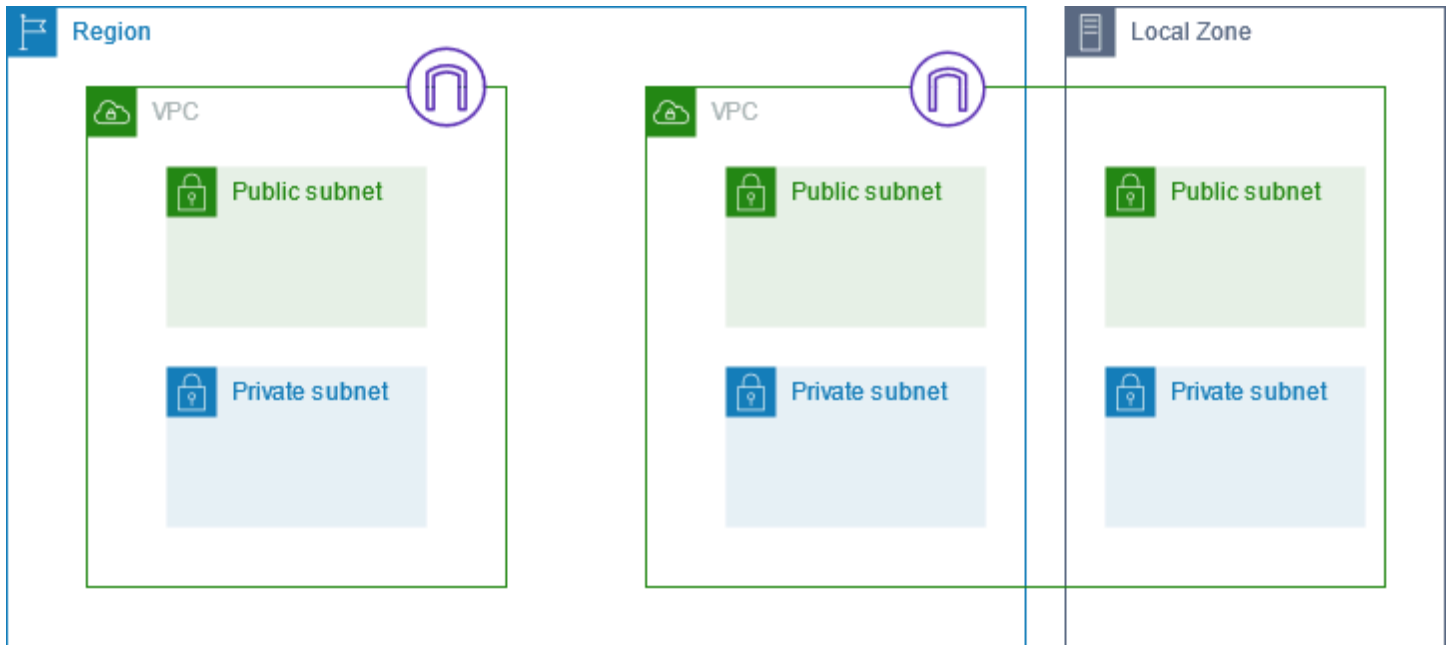 Region
Local Zone
VPC
VPC
Public subnet
Public subnet
Public subnet
Private subnet
Private subnet
Private subnet